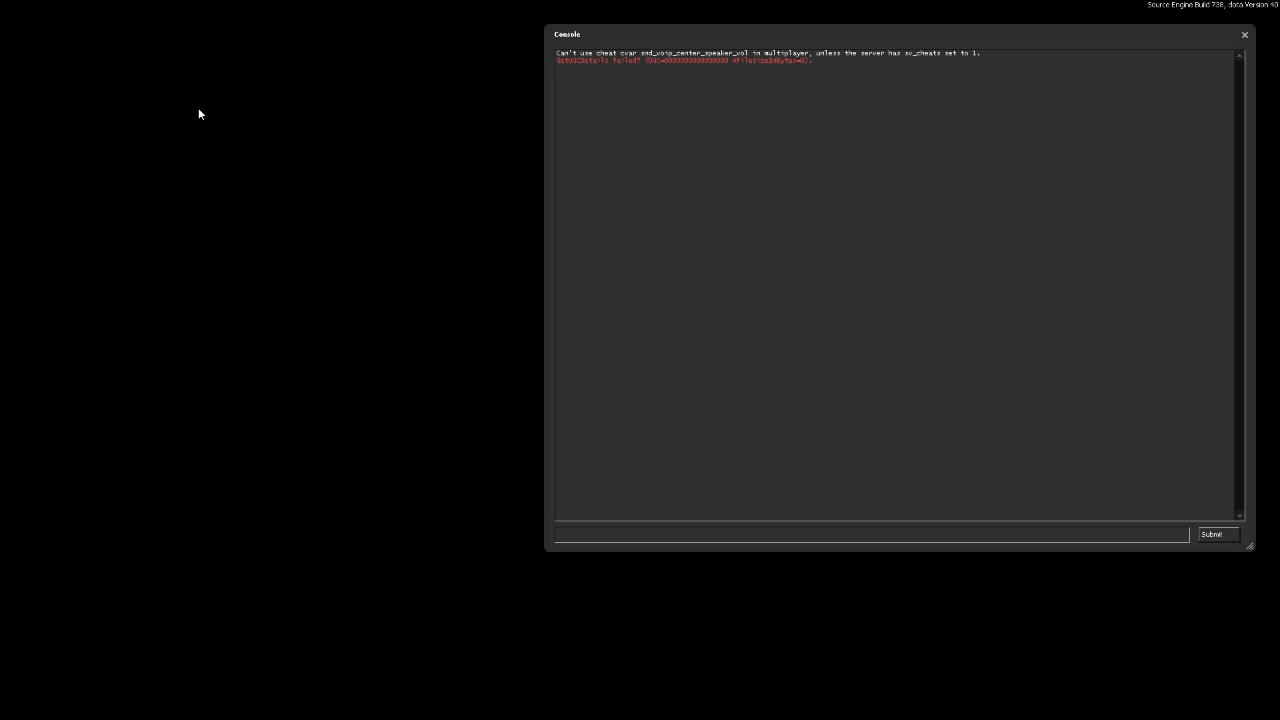 Source Engine Build 738, dota Version 40
Console
Can't use cheat cvar snd_voip_center_speaker_vol in multiplayer, unless the server has sv_cheats set to 1.
GetUGCDetails failed? (UGC=0000000000000000 nFileSizeInBytes=0).
Submit